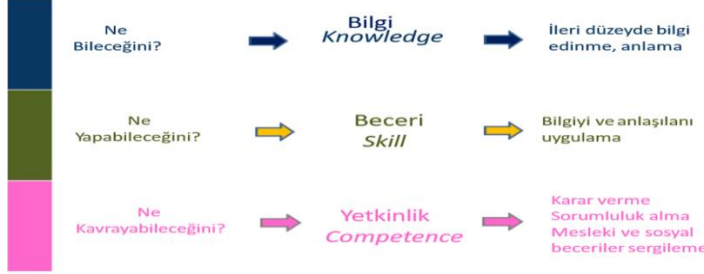 Ne
Bileceğini?
Bilgi
Knowledge
İleri düzeyde bilgi
edinme, anlama
Ne
Yapabileceğini?
Beceri
Skill
Bilgiyi ve anlaşılanı
uygulama
Ne
Kavrayabileceğini?
Yetkinlik
Competence
Karar verme
Sorumluluk alma
Mesleki ve sosyal
beceriler sergileme